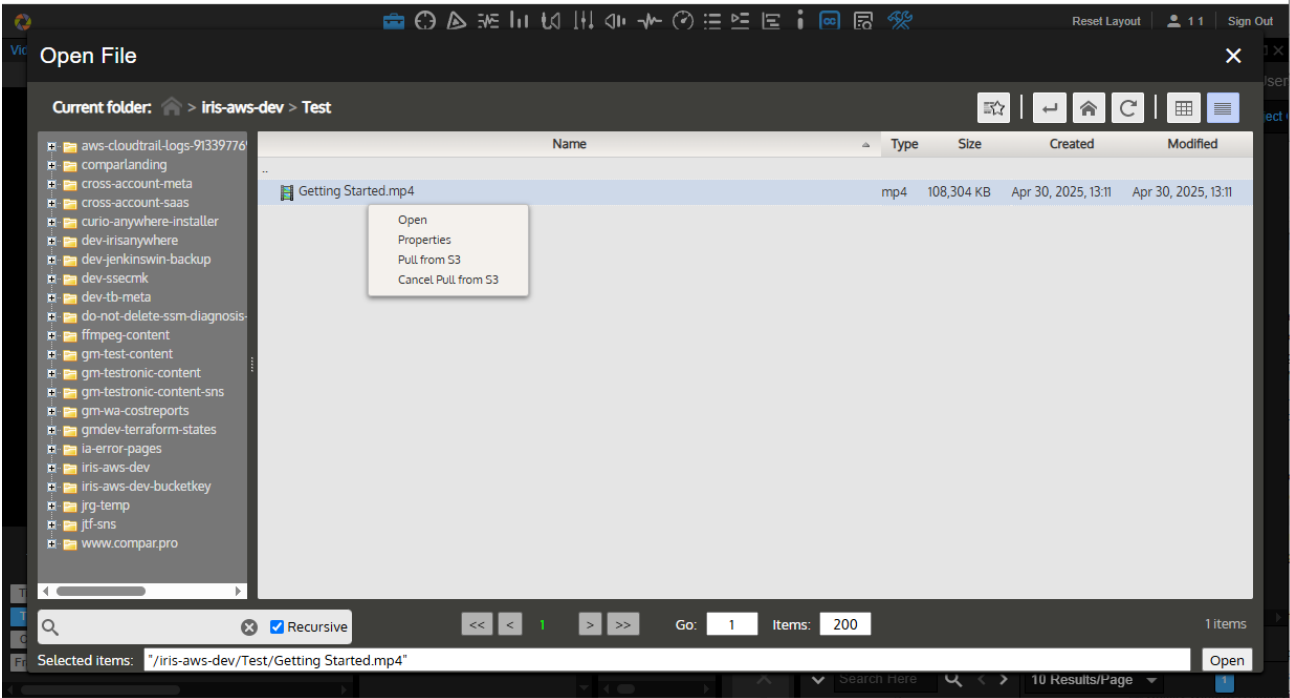 Reset Layout 1 1 Sign Out
Open File
Current folder: > iris-aws-dev > Test
Name Type Size Created Modified
aws-cloudtrail-logs-91339776
comparlanding
cross-account-meta
cross-account-saas
curio-anywhere-installer
dev-irisanywhere
dev-jenkinswin-backup
dev-ssecmk
dev-tb-meta
do-not-delete-ssm-diagnosis-
ffmpeg-content
gm-test-content
gm-testronic-content
gm-testronic-content-sns
gm-wa-costreports
gmdev-terraform-states
ia-error-pages
iris-aws-dev
iris-aws-dev-bucketkey
jrg-temp
jtf-sns
www.compar.pro
..
Getting Started.mp4 mp4 108,304 KB Apr 30, 2025, 13:11 Apr 30, 2025, 13:11
Open
Properties
Pull from S3
Cancel Pull from S3
Recursive << < 1 > >> Go: 1 Items: 200 1 items
Selected items: "/iris-aws-dev/Test/Getting Started.mp4" Open
Search Here < > 10 Results/Page 1